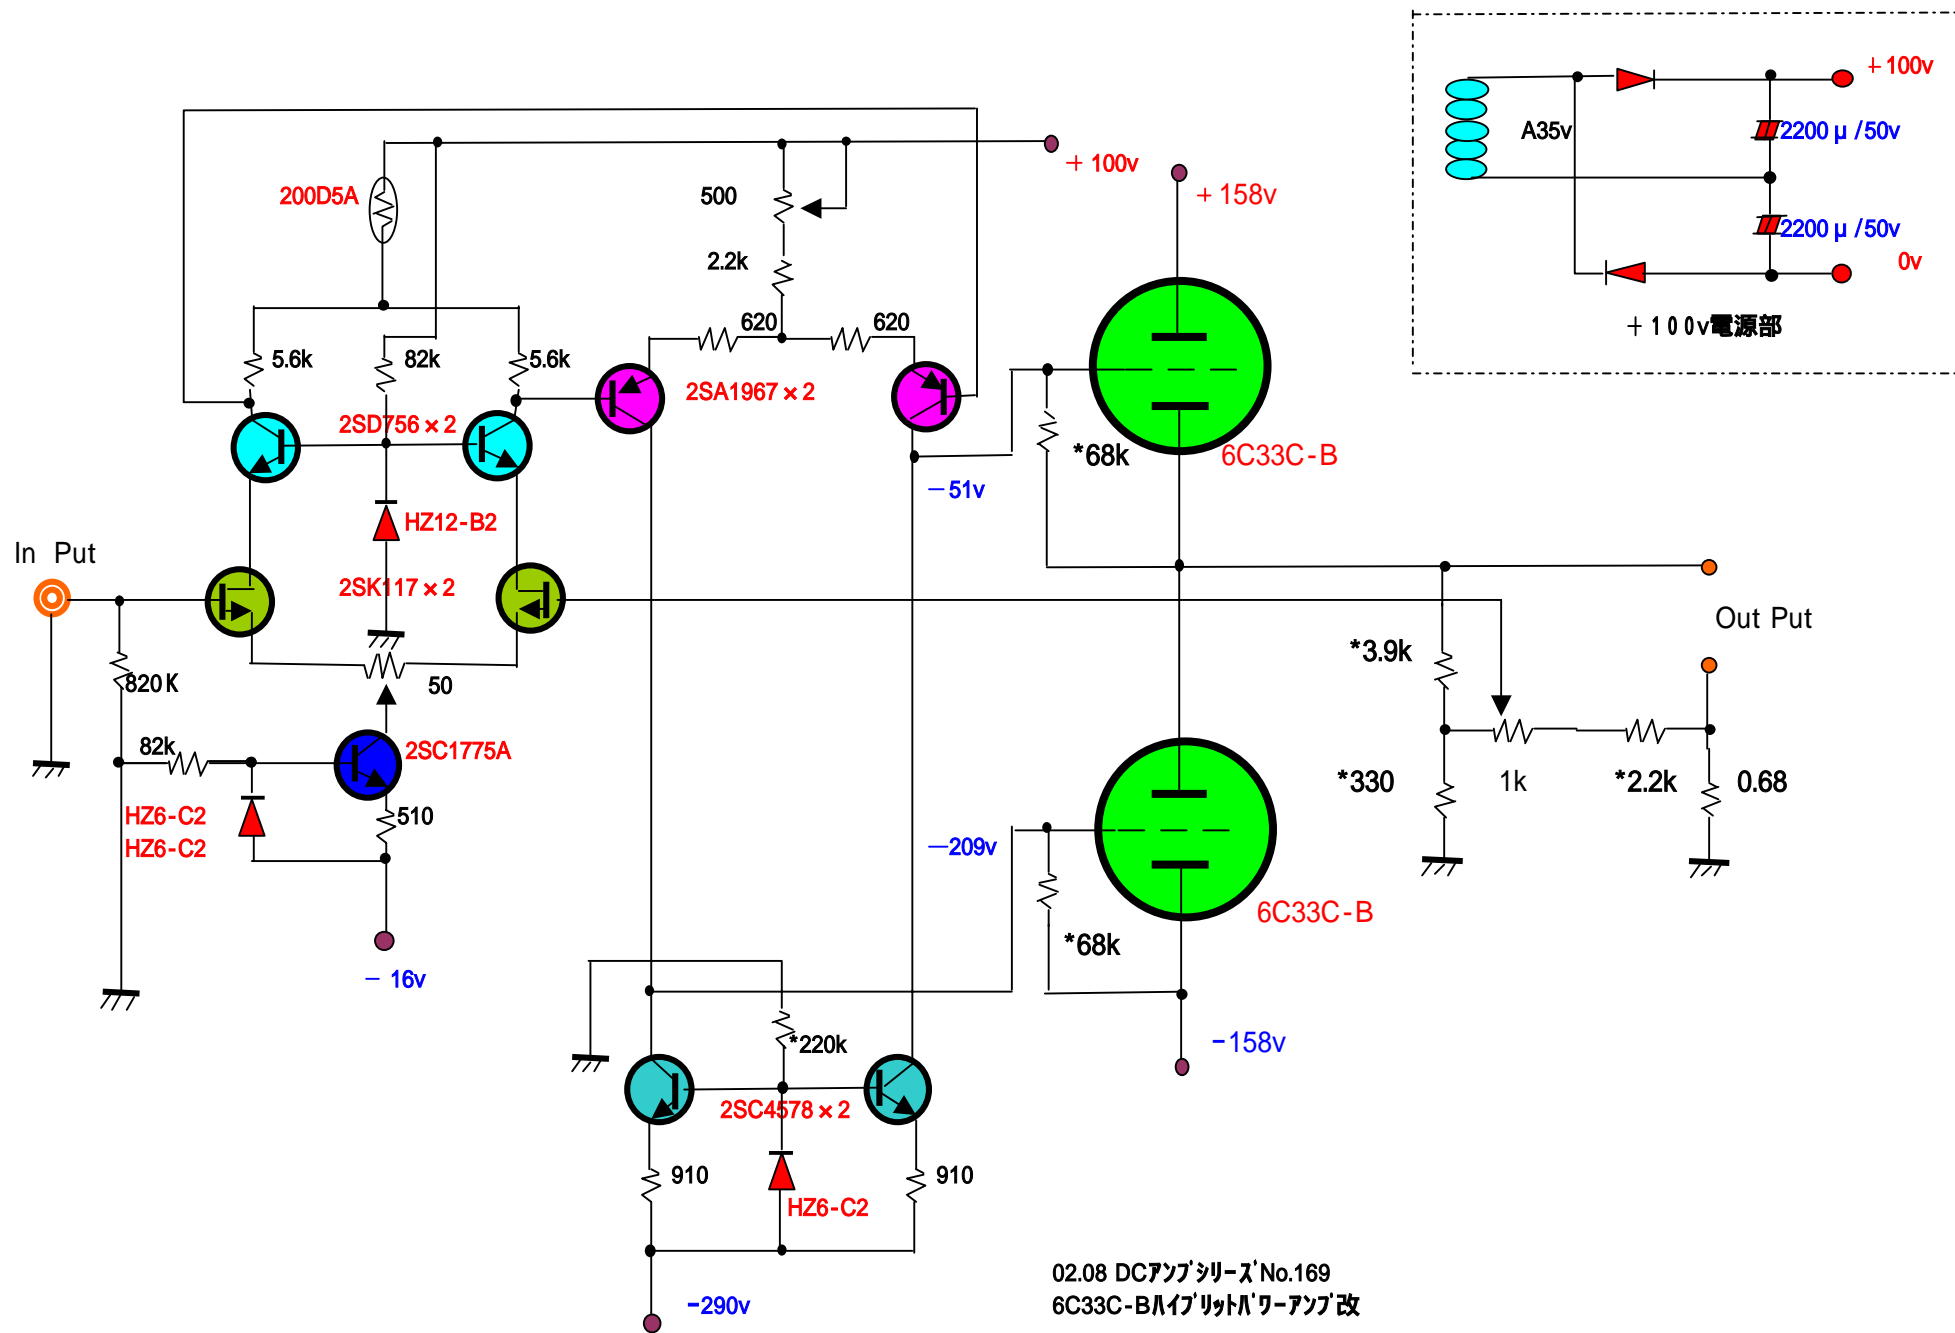 +100v
A35v
2200μ/50v
2200μ/50v
0v
+100v電源部
200D5A
500
+100v
+158v
2.2k
620
620
5.6k
82k
5.6k
2SA1967×2
2SD756×2
*68k
6C33C-B
-51v
HZ12-B2
In Put
2SK117×2
Out Put
*3.9k
820K
50
82k
2SC1775A
*330
1k
*2.2k
0.68
HZ6-C2
510
HZ6-C2
-209v
6C33C-B
*68k
-16v
*220k
-158v
2SC4578×2
910
910
HZ6-C2
-290v
02.08 DCアンプシリーズNo.169
6C33C-Bハイブリットパワーアンプ改